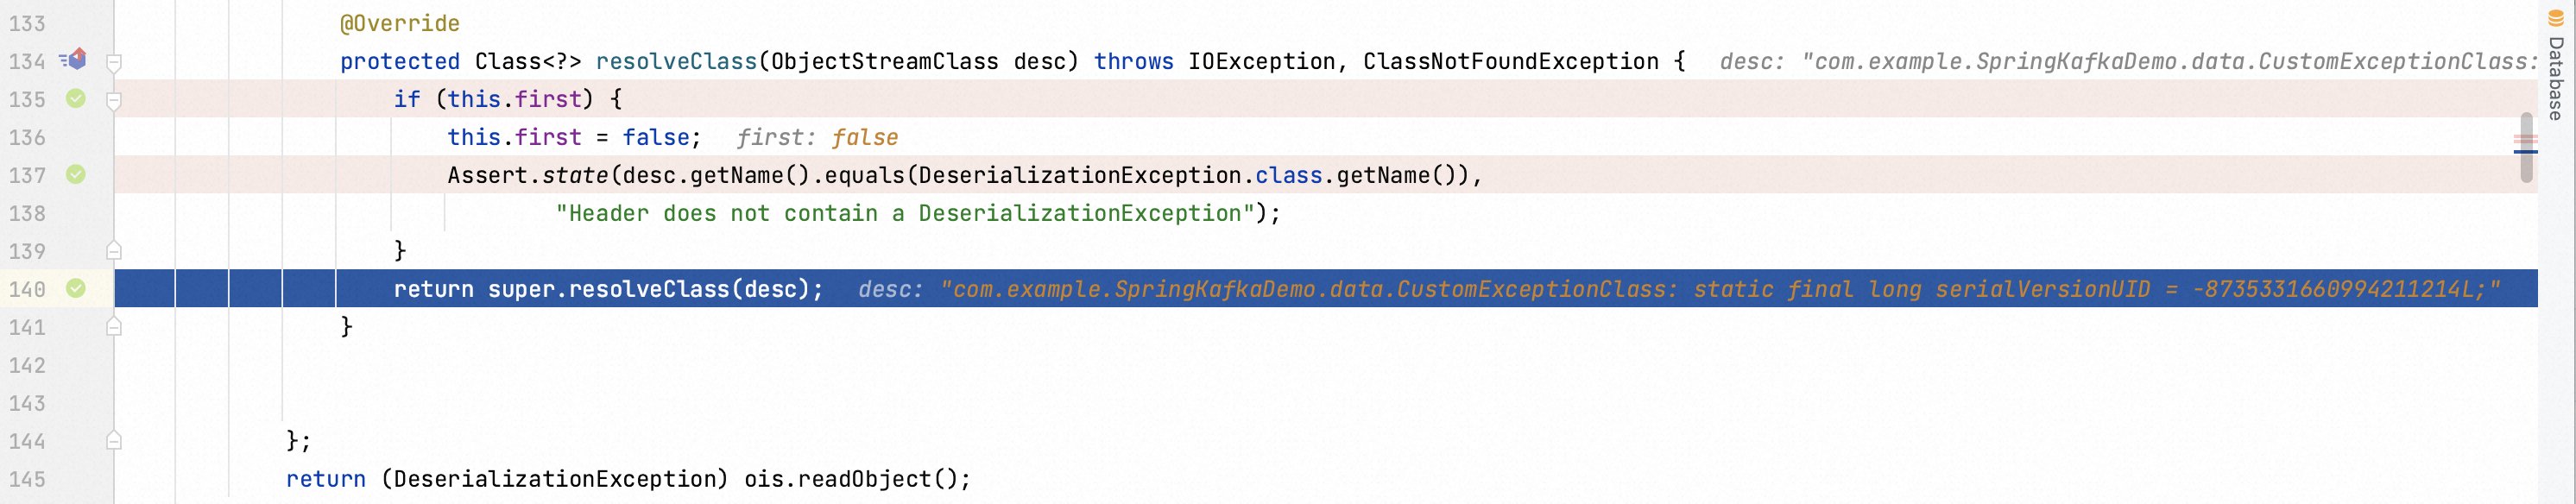 133 @Override
134 protected Class<?> resolveClass(ObjectStreamClass desc) throws IOException, ClassNotFoundException { desc: "com.example.SpringKafkaDemo.data.CustomExceptionClass:
135 if (this.first) {
136 this.first = false; first: false
137 Assert.state(desc.getName().equals(DeserializationException.class.getName()),
138 "Header does not contain a DeserializationException");
139 }
140 return super.resolveClass(desc); desc: "com.example.SpringKafkaDemo.data.CustomExceptionClass: static final long serialVersionUID = -8735331660994211214L;"
141 }
142
143
144 };
145 return (DeserializationException) ois.readObject();
Database